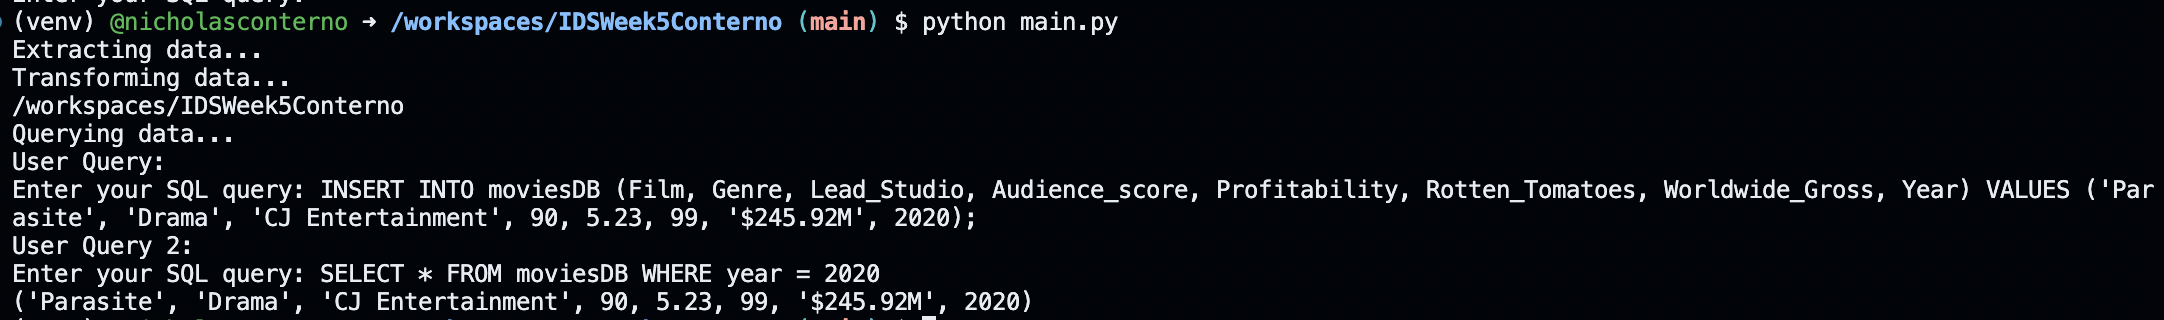 (venv) @nicholasconterno → /workspaces/IDSWeek5Conterno (main) $ python main.py
Extracting data...
Transforming data...
/workspaces/IDSWeek5Conterno
Querying data...
User Query:
Enter your SQL query: INSERT INTO moviesDB (Film, Genre, Lead_Studio, Audience_score, Profitability, Rotten_Tomatoes, Worldwide_Gross, Year) VALUES ('Par
asite', 'Drama', 'CJ Entertainment', 90, 5.23, 99, '$245.92M', 2020);
User Query 2:
Enter your SQL query: SELECT * FROM moviesDB WHERE year = 2020
('Parasite', 'Drama', 'CJ Entertainment', 90, 5.23, 99, '$245.92M', 2020)